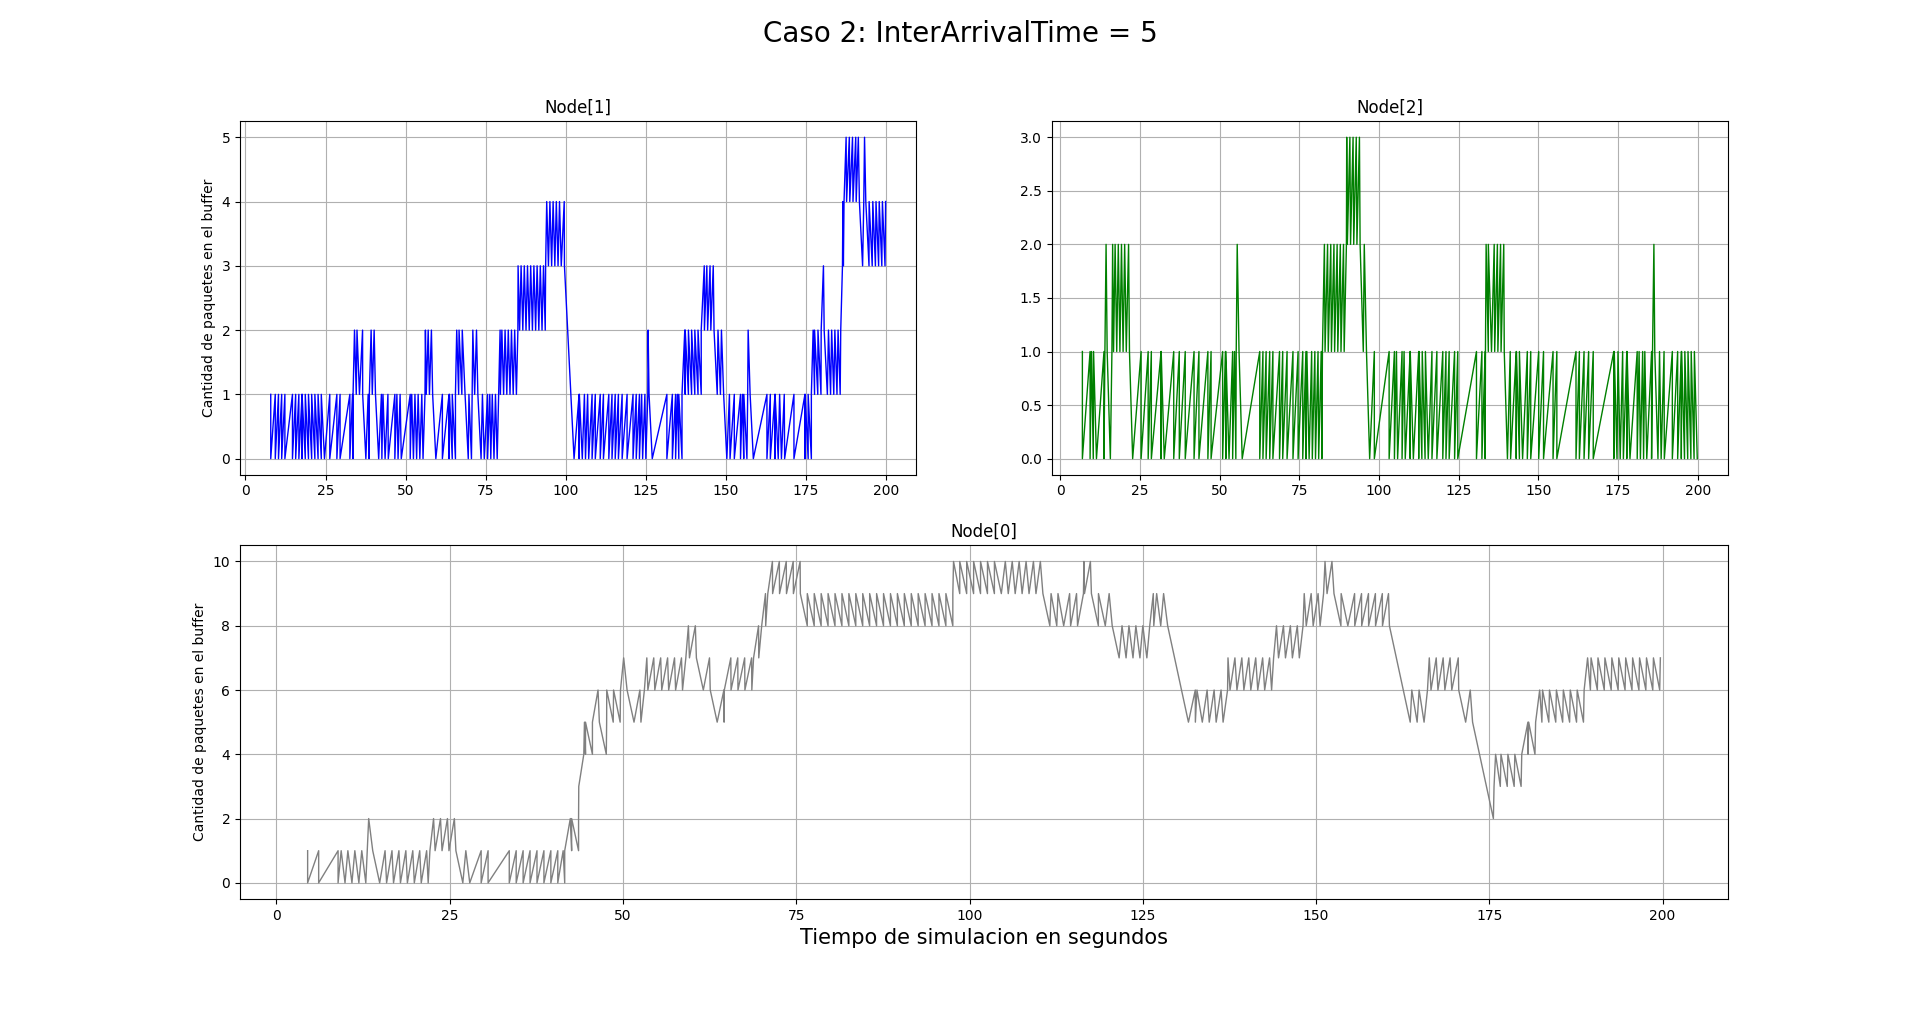 Caso 2: InterArrivalTime = 5
Node[1]
Cantidad de paquetes en el buffer
5
4
3
2
1
0
0 25 50 75 100 125 150 175 200
Node[2]
3.0
2.5
2.0
1.5
1.0
0.5
0.0
0 25 50 75 100 125 150 175 200
Node[0]
Cantidad de paquetes en el buffer
10
8
6
4
2
0
0 25 50 75 100 125 150 175 200
Tiempo de simulacion en segundos